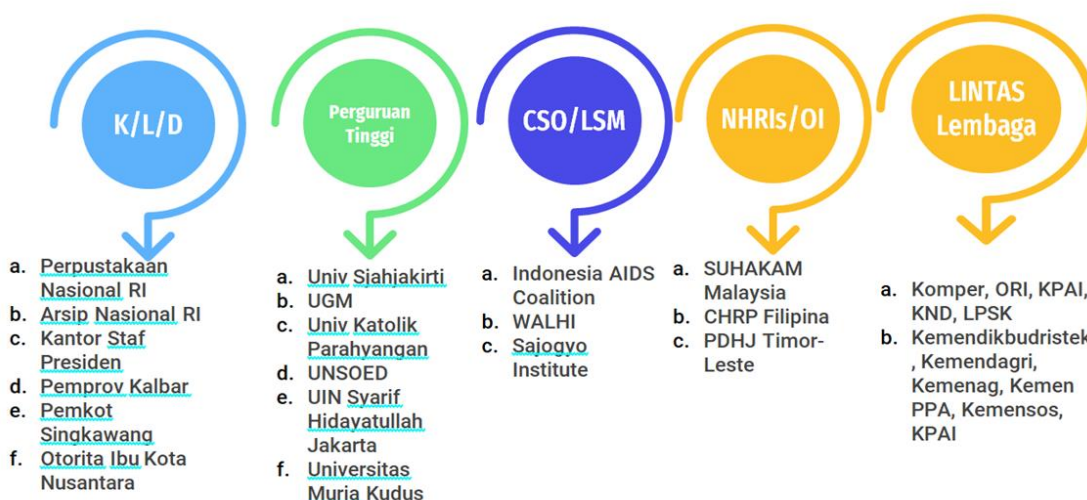 K/L/D
a. Perpustakaan
Nasional RI
b. Arsip Nasional RI
c. Kantor Staf
Presiden
d. Pemprov Kalbar
e. Pemkot
Singkawang
f. Otorita Ibu Kota
Nusantara
Perguruan
Tinggi
a. Univ Sjahjakirti
b. UGM
c. Univ Katolik
Parahyangan
d. UNSOED
e. UIN Syarif
Hidayatullah
Jakarta
f. Universitas
Muria Kudus
CSO/LSM
a. Indonesia AIDS
Coalition
b. WALHI
c. Sajogyo
Institute
NHRIs/OI
a. SUHAKAM
Malaysia
b. CHRP Filipina
c. PDHJ Timor-
Leste
LINTAS
Lembaga
a. Komper, ORI, KPAI,
KND, LPSK
b. Kemendikbudristek
, Kemendagri,
Kemenag, Kemen
PPA, Kemensos,
KPAI